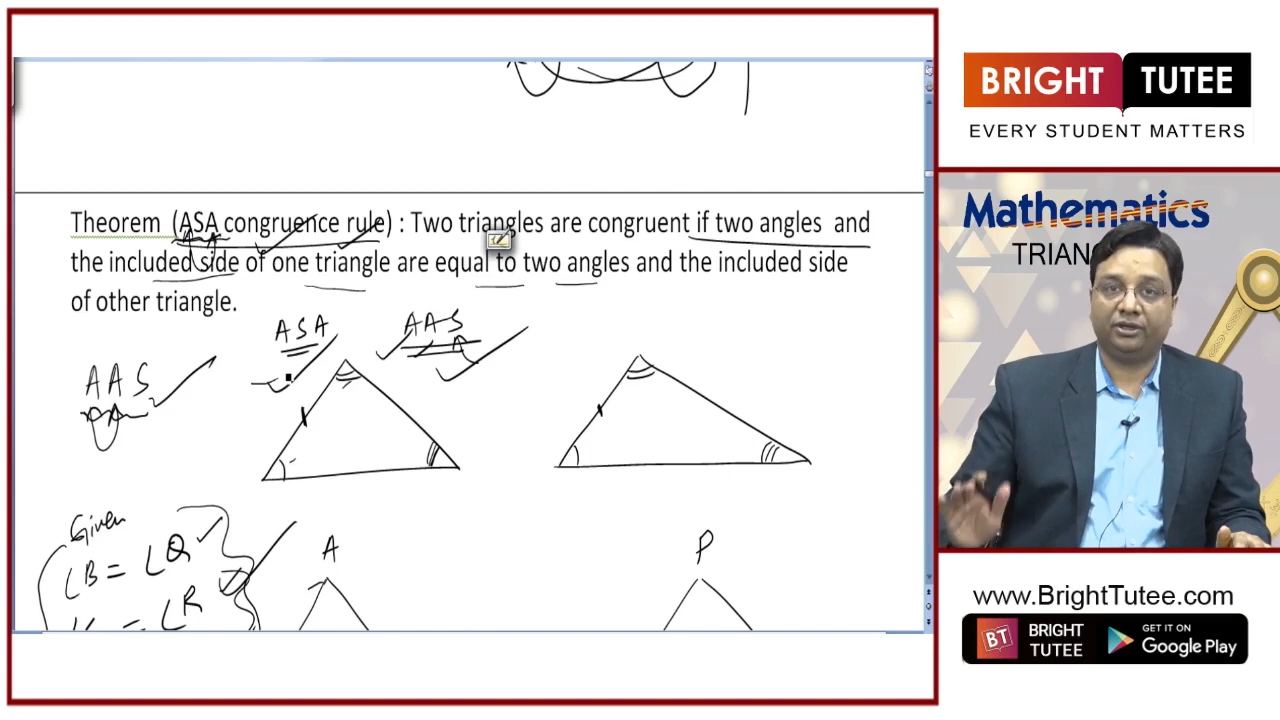 BRIGHT TUTEE
EVERY STUDENT MATTERS
Mathematics
TRIANG
Theorem (ASA congruence rule) : Two triangles are congruent if two angles and
the included side of one triangle are equal to two angles and the included side
of other triangle.
ASA AAS
AAS
Given
∠B = ∠Q
= ∠R
A P
www.BrightTutee.com
BT BRIGHT TUTEE
GET IT ON Google Play